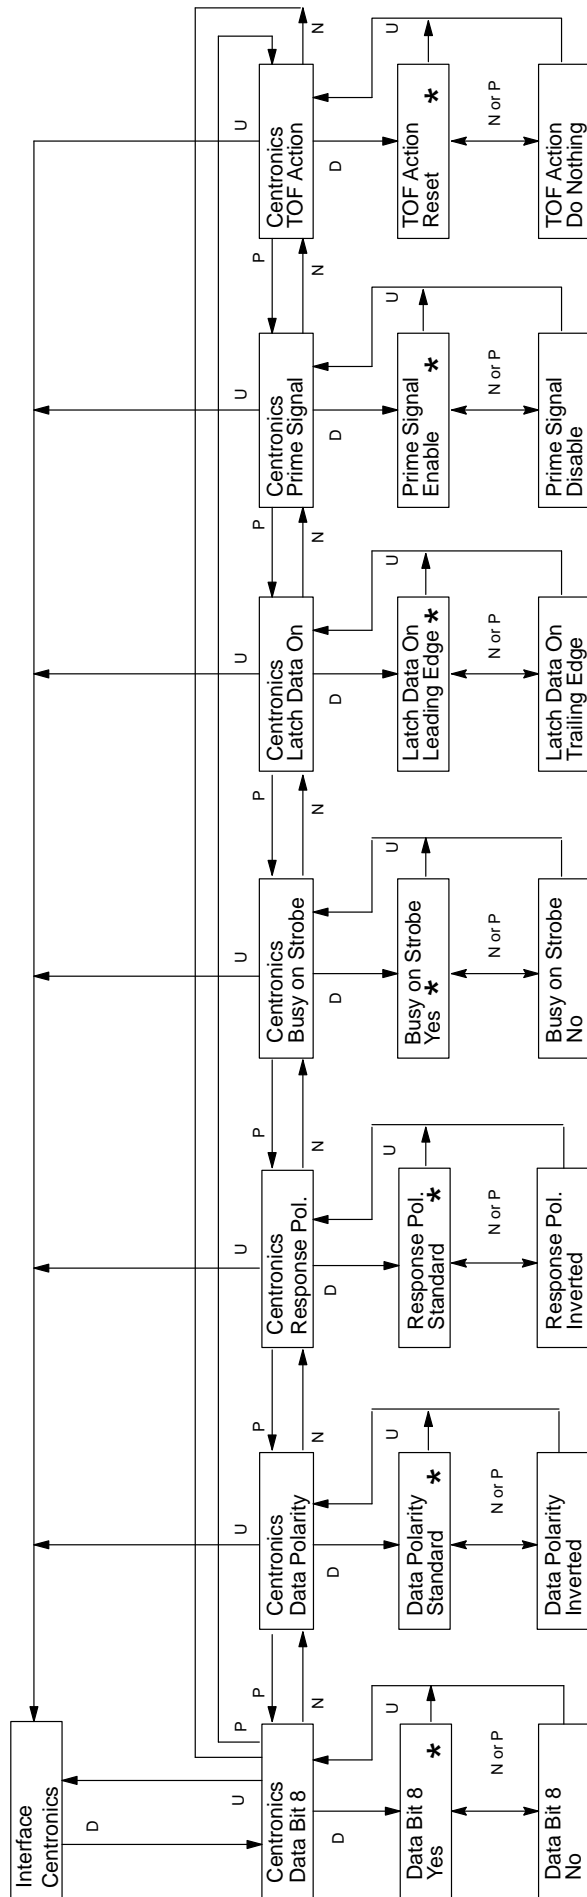 Interface
Centronics
D
U
P
Centronics
Data Bit 8
P
N
D
U
Data Bit 8
Yes *
N or P
Data Bit 8
No
U
Centronics
Data Polarity
P
N
D
U
Data Polarity
Standard *
N or P
Data Polarity
Inverted
U
Centronics
Response Pol.
P
N
D
U
Response Pol.
Standard *
N or P
Response Pol.
Inverted
U
Centronics
Busy on Strobe
P
N
D
U
Busy on Strobe
Yes *
N or P
Busy on Strobe
No
U
Centronics
Latch Data On
P
N
D
U
Latch Data On
Leading Edge *
N or P
Latch Data On
Trailing Edge
U
Centronics
Prime Signal
P
N
D
U
Prime Signal
Enable *
N or P
Prime Signal
Disable
U
Centronics
TOF Action
N
D
U
TOF Action
Reset *
N or P
TOF Action
Do Nothing